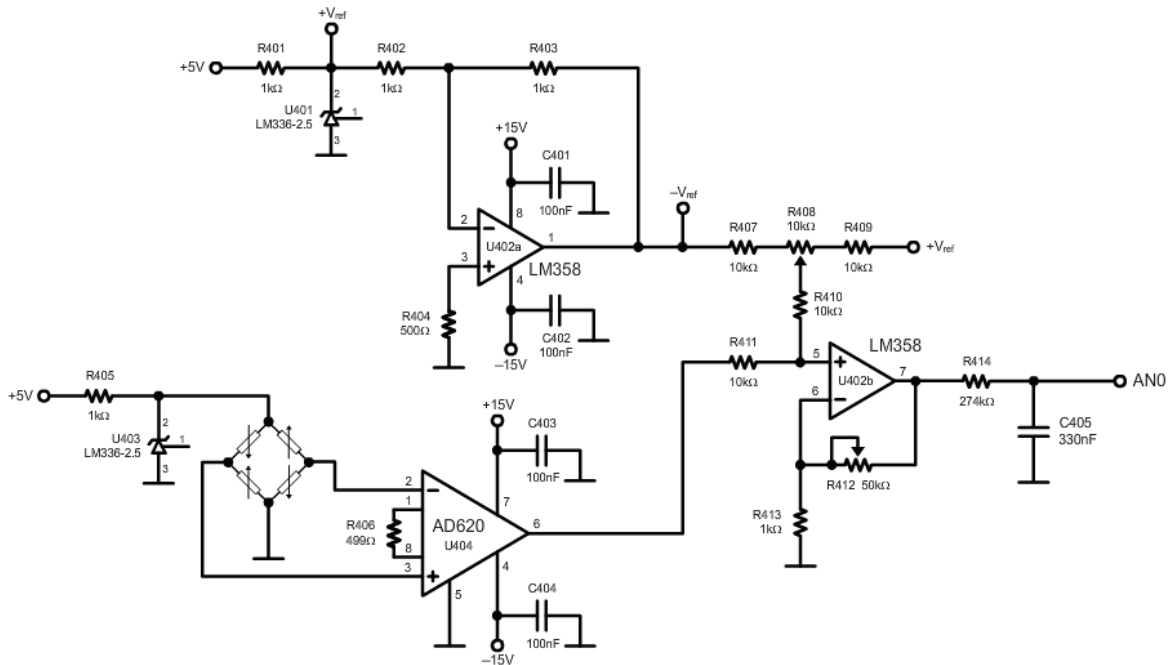 +Vref
R401
R402
R403
+5V
1kΩ
1kΩ
1kΩ
2
U401
1
LM336-2.5
3
+15V
C401
–Vref
8
100nF
R408
2
R407
10kΩ
R409
U402a
1
+Vref
3
LM358
10kΩ
10kΩ
4
R410
R404
C402
10kΩ
500Ω
100nF
R411
LM358
–15V
5
R414
R405
10kΩ
U402b
7
AN0
+5V
6
1kΩ
+15V
274kΩ
2
C405
U403
1
C403
330nF
LM336-2.5
3
100nF
2
7
R412 50kΩ
1
AD620
R413
R406
6
1kΩ
499Ω
U404
8
3
4
5
C404
100nF
–15V